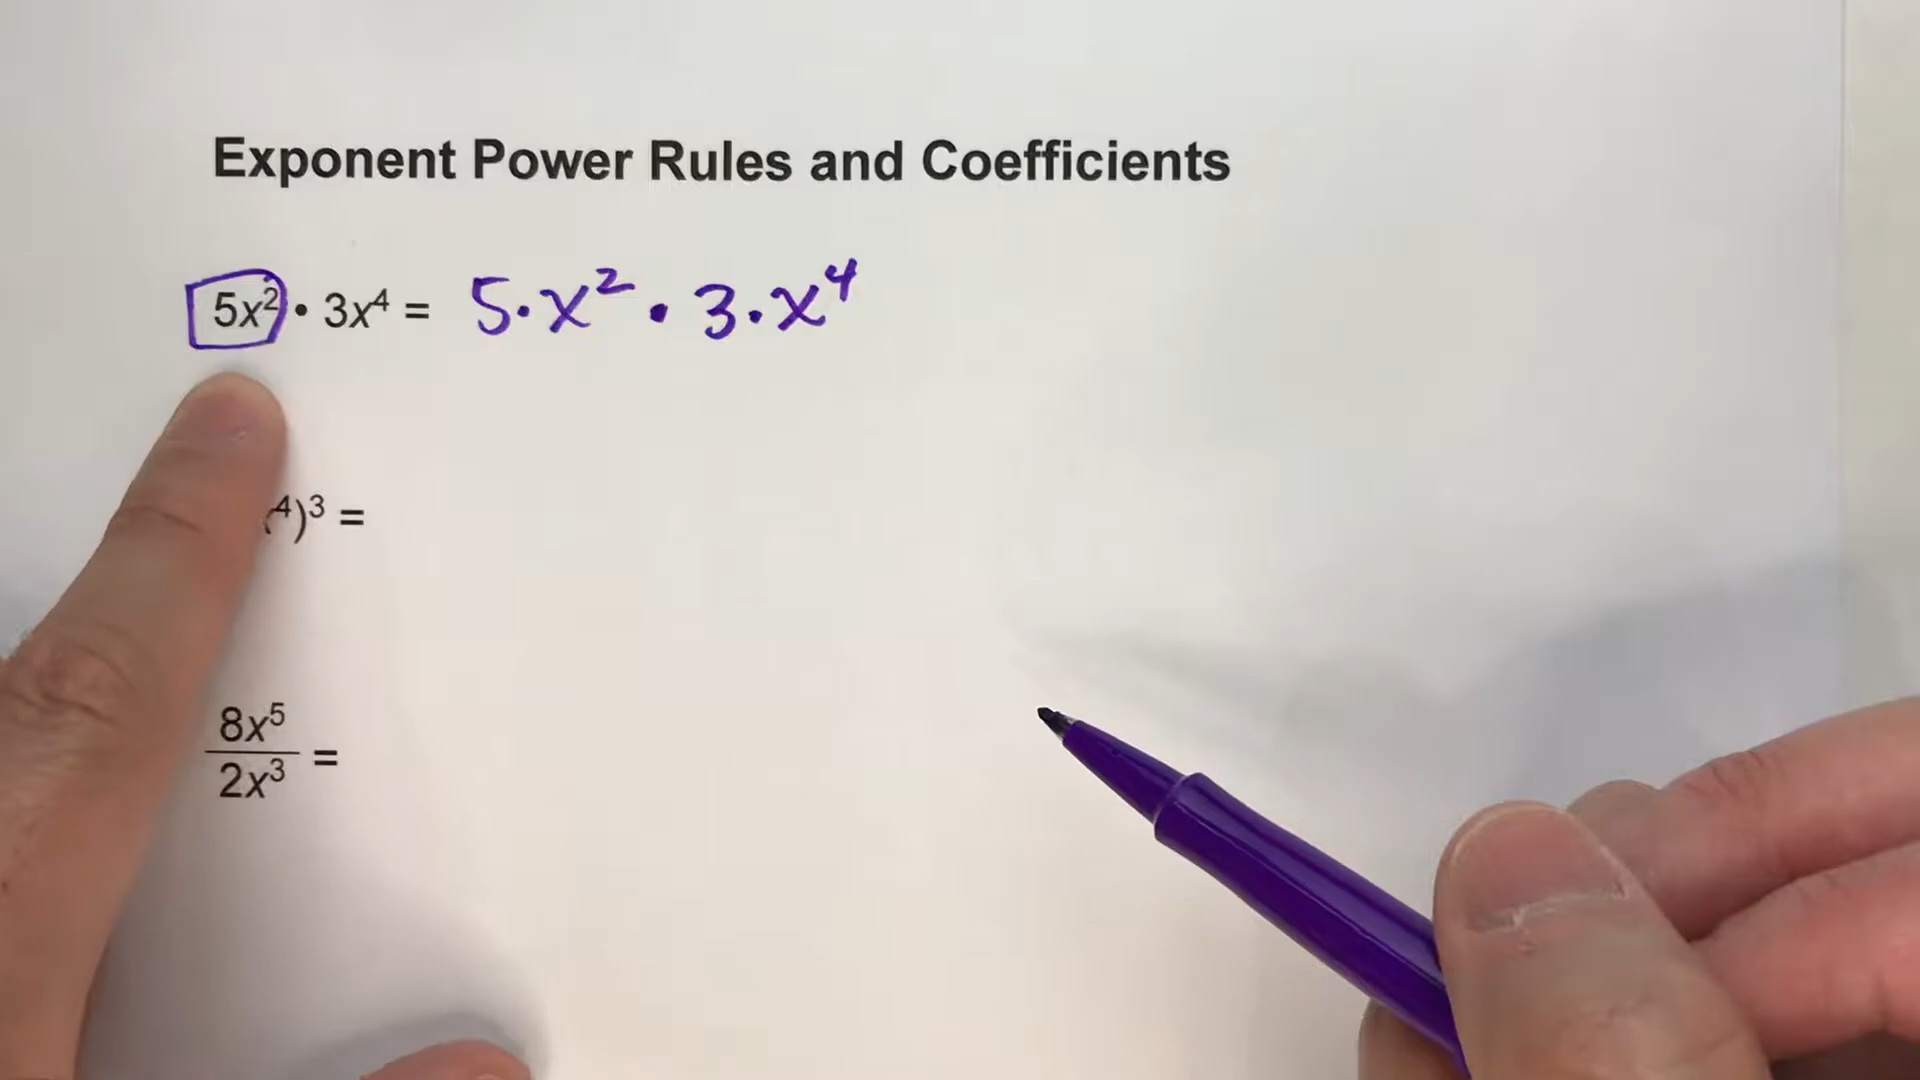 Exponent Power Rules and Coefficients
5x² • 3x⁴ = 5·x² · 3·x⁴
⁴)³ =
8x⁵
2x³ =